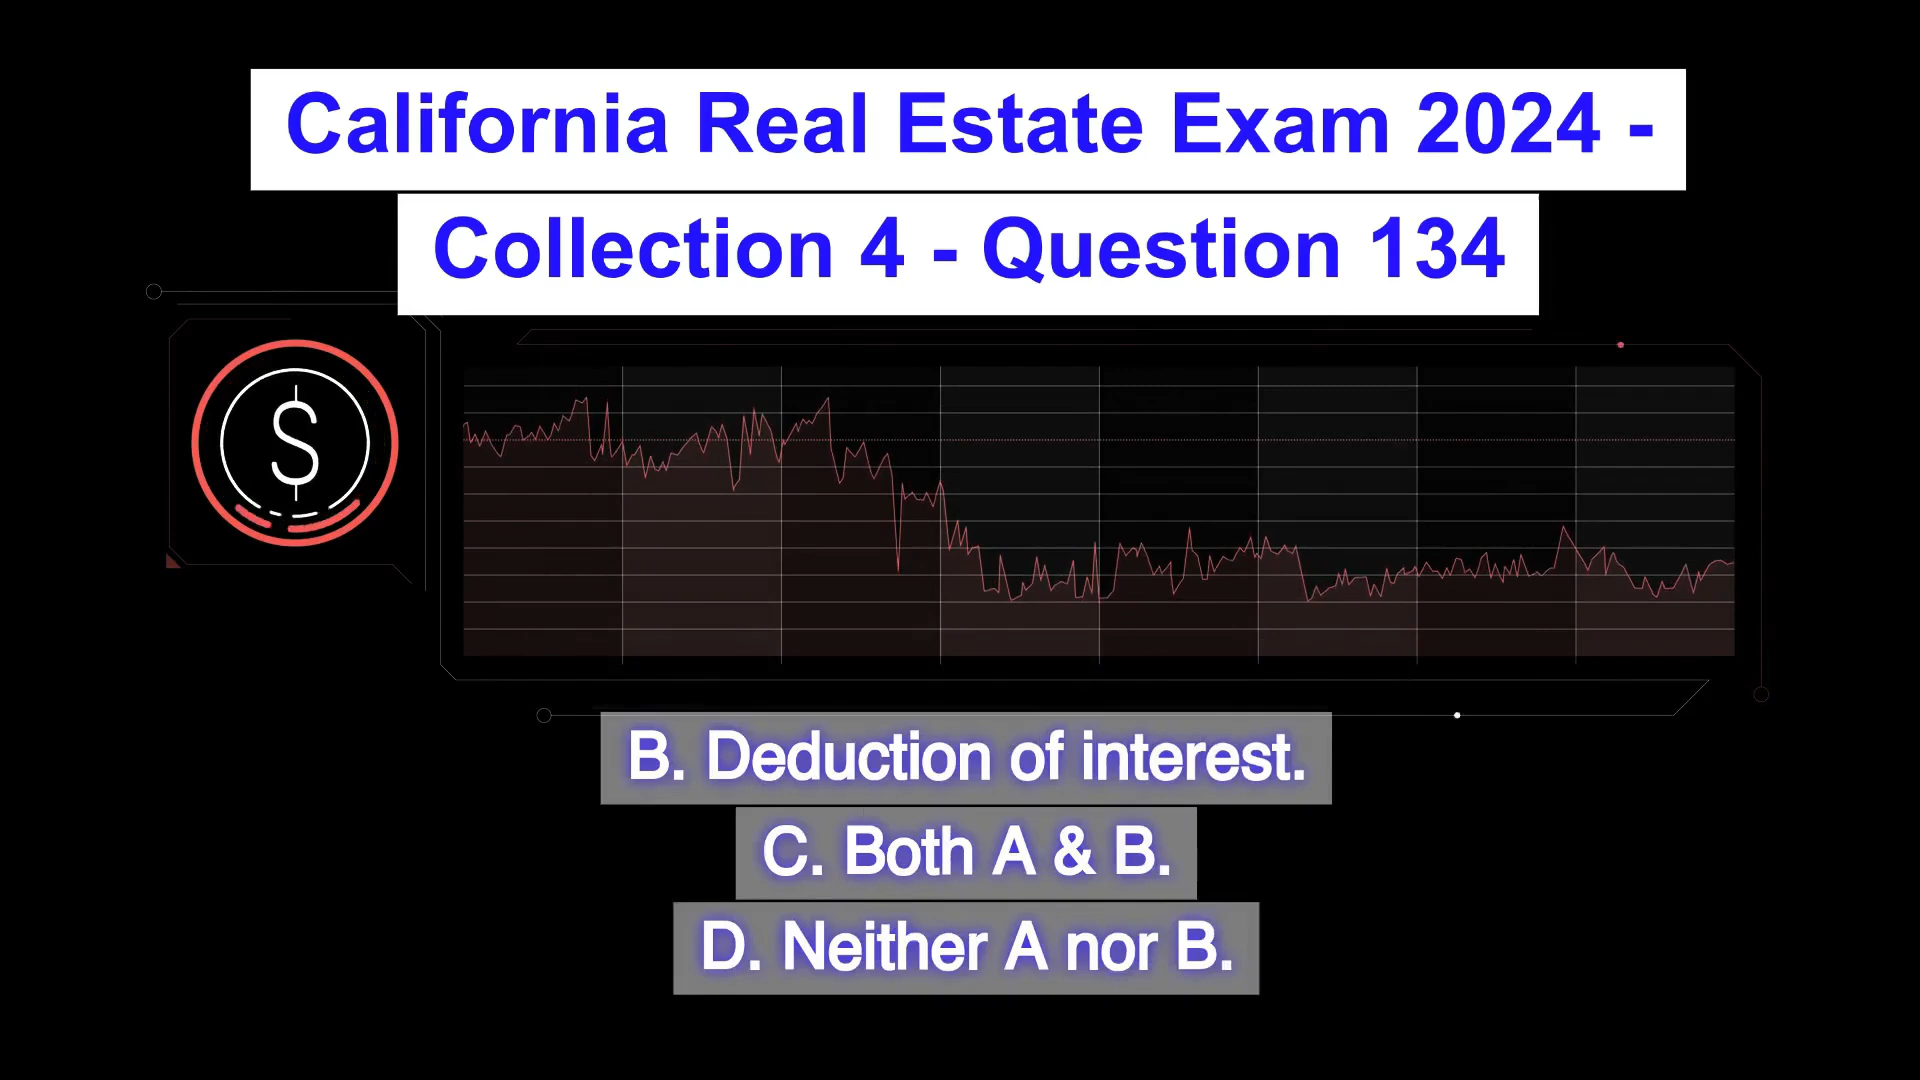 California Real Estate Exam 2024 -
Collection 4 - Question 134
$
B. Deduction of interest.
C. Both A & B.
D. Neither A nor B.